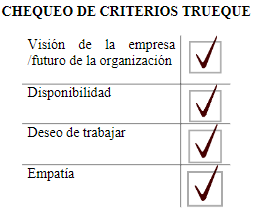 CHEQUEO DE CRITERIOS TRUEQUE
Visión de la empresa
/futuro de la organización
Disponibilidad
Deseo de trabajar
Empatía